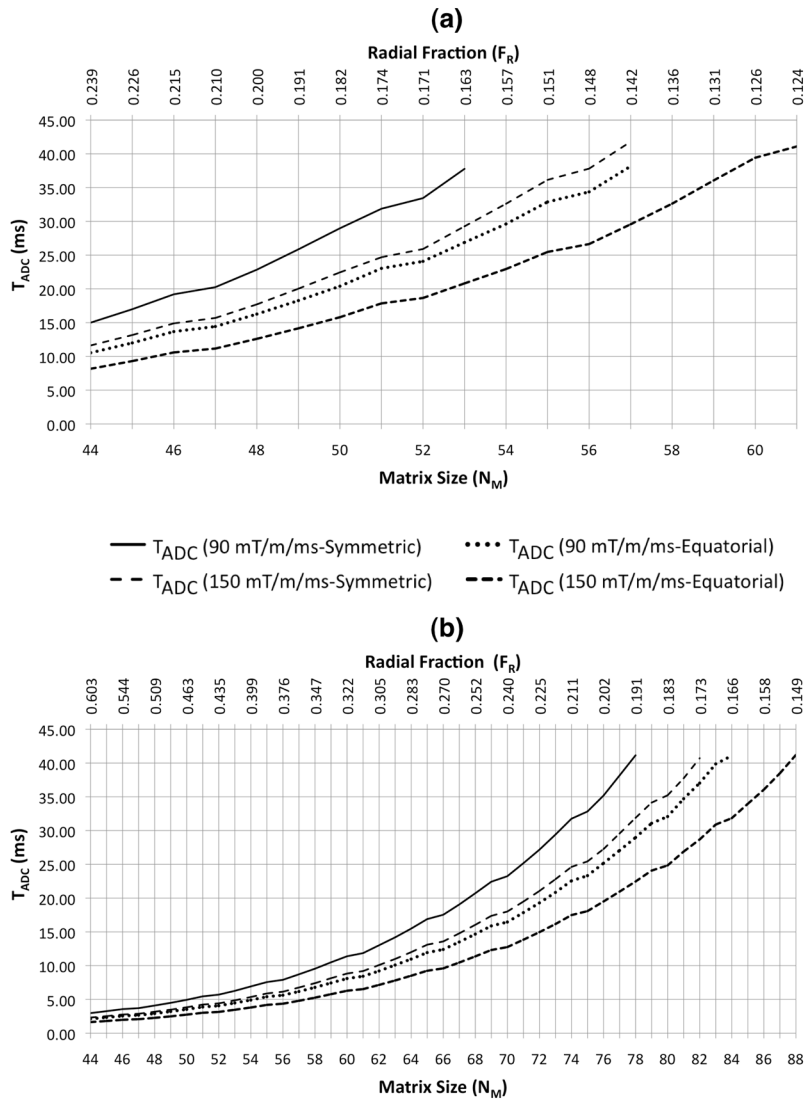 (a)
Radial Fraction (FR)
0.239 0.226 0.215 0.210 0.200 0.191 0.182 0.174 0.171 0.163 0.157 0.151 0.148 0.142 0.136 0.131 0.126 0.124
45.00
40.00
35.00
30.00
25.00
20.00
15.00
10.00
5.00
0.00
TADC (ms)
44 46 48 50 52 54 56 58 60
Matrix Size (NM)
TADC (90 mT/m/ms-Symmetric)
TADC (90 mT/m/ms-Equatorial)
TADC (150 mT/m/ms-Symmetric)
TADC (150 mT/m/ms-Equatorial)
(b)
Radial Fraction (FR)
0.603 0.544 0.509 0.463 0.435 0.399 0.376 0.347 0.322 0.305 0.283 0.270 0.252 0.240 0.225 0.211 0.202 0.191 0.183 0.173 0.166 0.158 0.149
45.00
40.00
35.00
30.00
25.00
20.00
15.00
10.00
5.00
0.00
TADC (ms)
44 46 48 50 52 54 56 58 60 62 64 66 68 70 72 74 76 78 80 82 84 86 88
Matrix Size (NM)